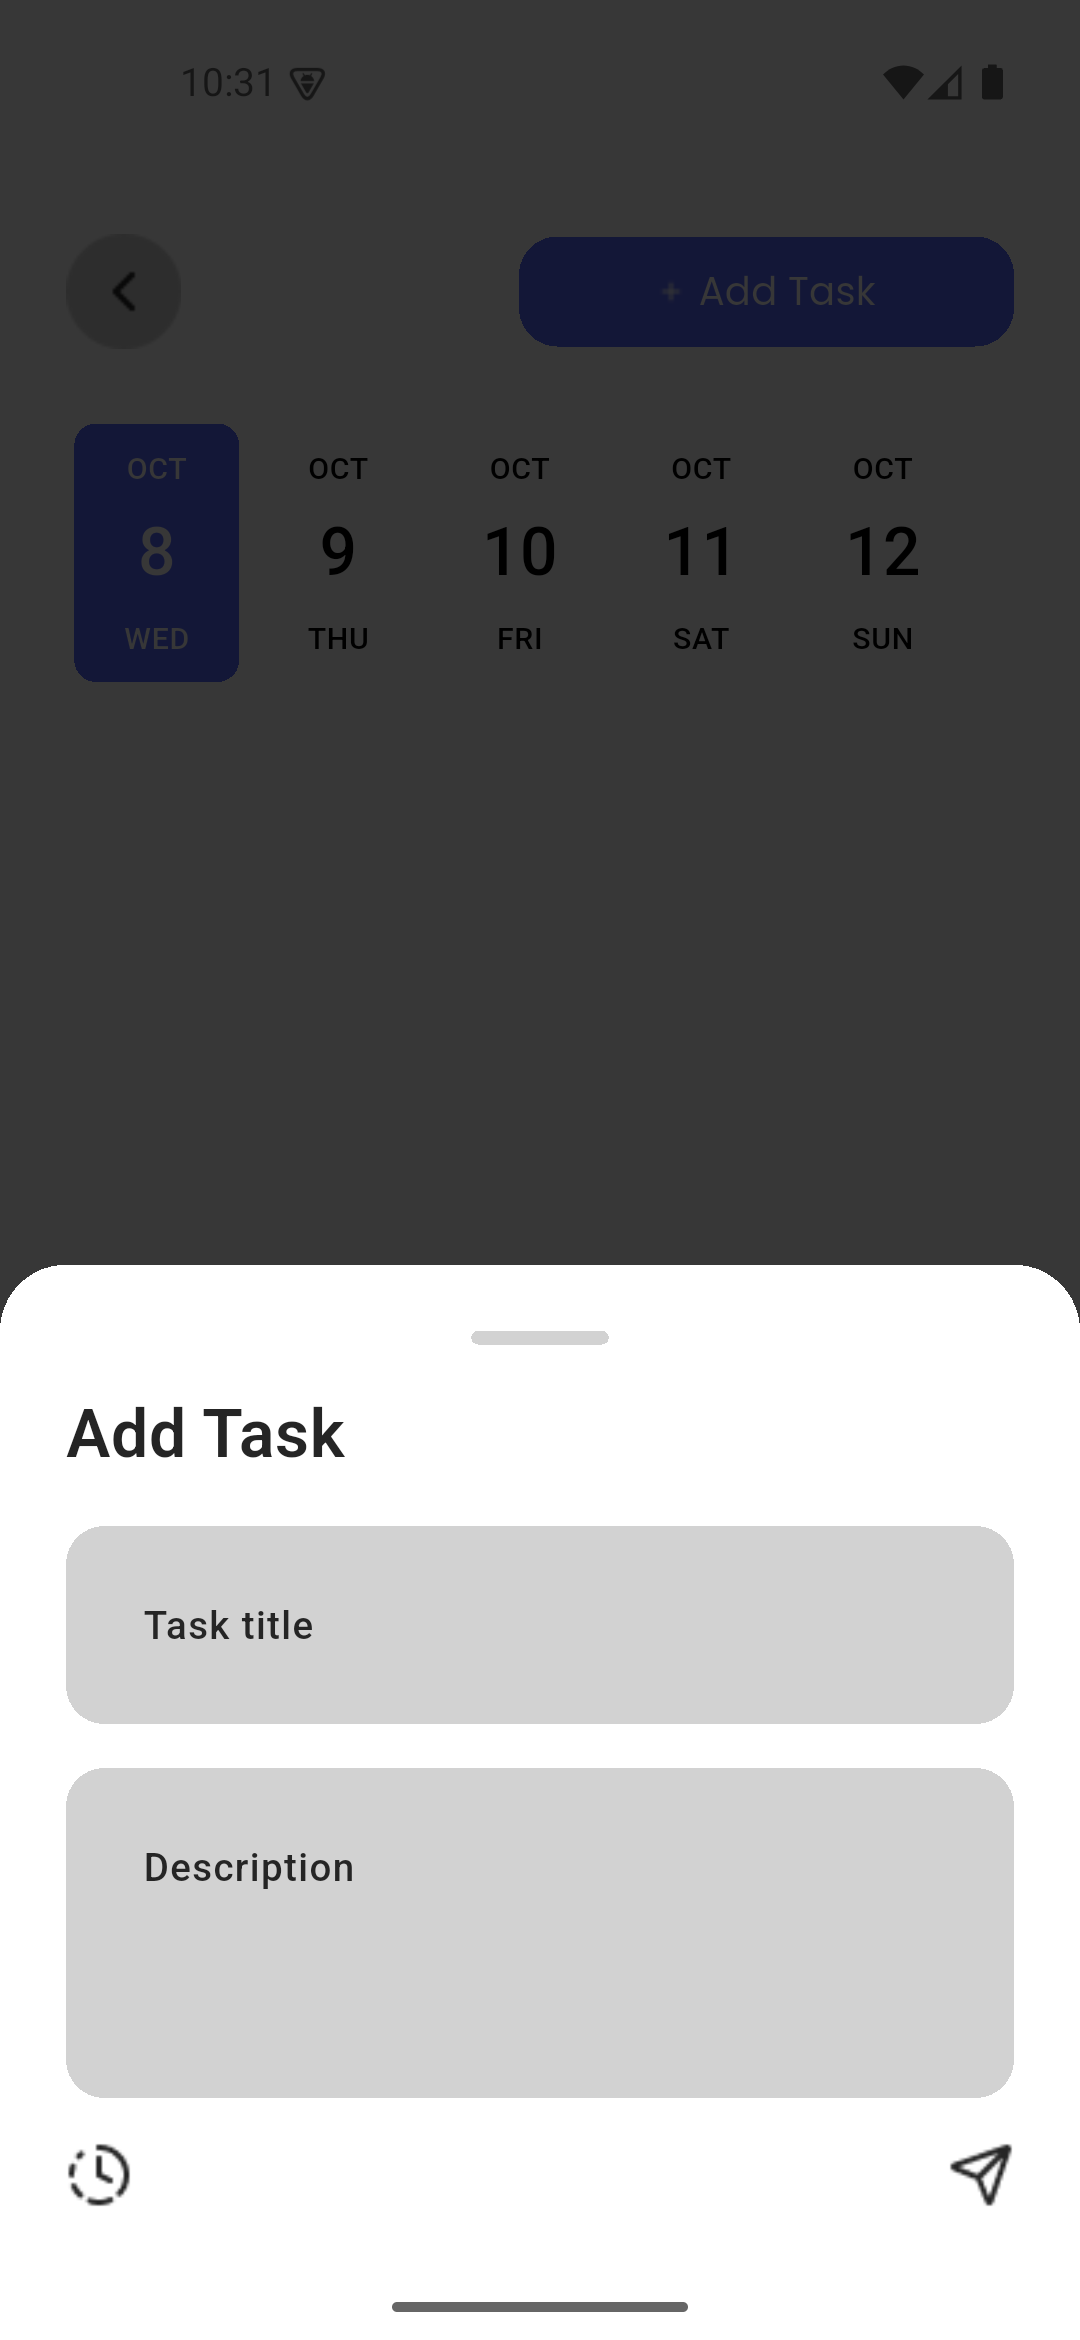 10:31
+ Add Task
OCT OCT OCT OCT OCT
8 9 10 11 12
WED THU FRI SAT SUN
Add Task
Task title
Description